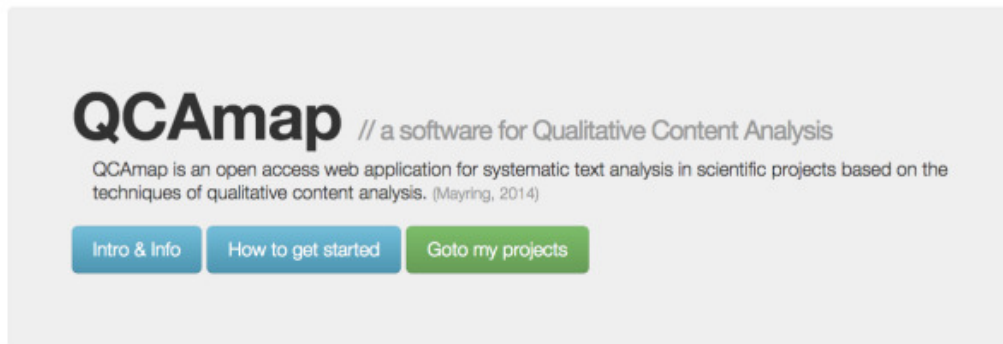 QCAmap // a software for Qualitative Content Analysis
QCAmap is an open access web application for systematic text analysis in scientific projects based on the
techniques of qualitative content analysis. (Mayring, 2014)
Intro & Info How to get started Goto my projects